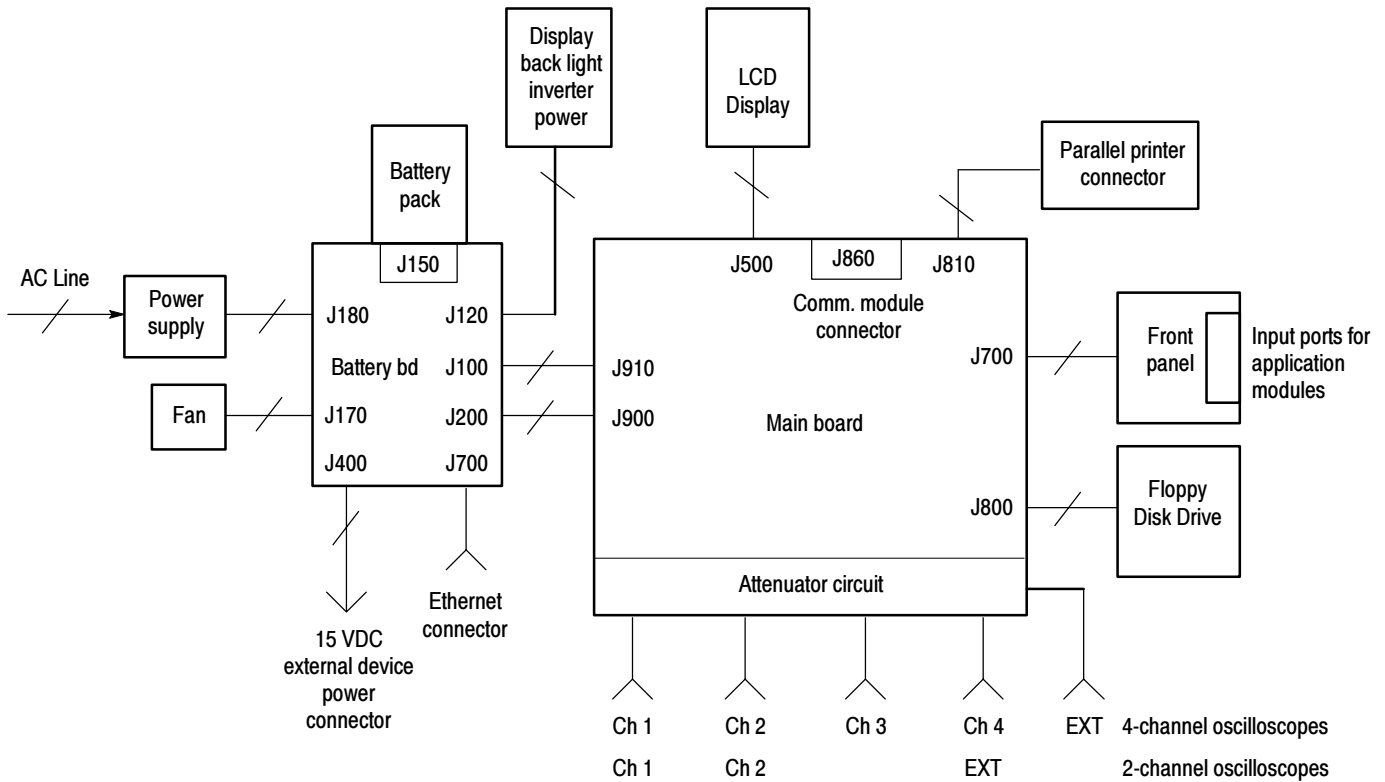 Display
back light
inverter
power
LCD
Display
Battery
pack
Parallel printer
connector
J150
J500
J860
J810
AC Line
Power
supply
J180
J120
Comm. module
connector
Front
panel
Input ports for
application
modules
Battery bd
J100
J910
J700
Fan
J170
J200
J900
Main board
J400
J700
J800
Floppy
Disk Drive
Attenuator circuit
Ethernet
connector
15 VDC
external device
power
connector
Ch 1 Ch 2 Ch 3 Ch 4 EXT 4-channel oscilloscopes
Ch 1 Ch 2 EXT 2-channel oscilloscopes